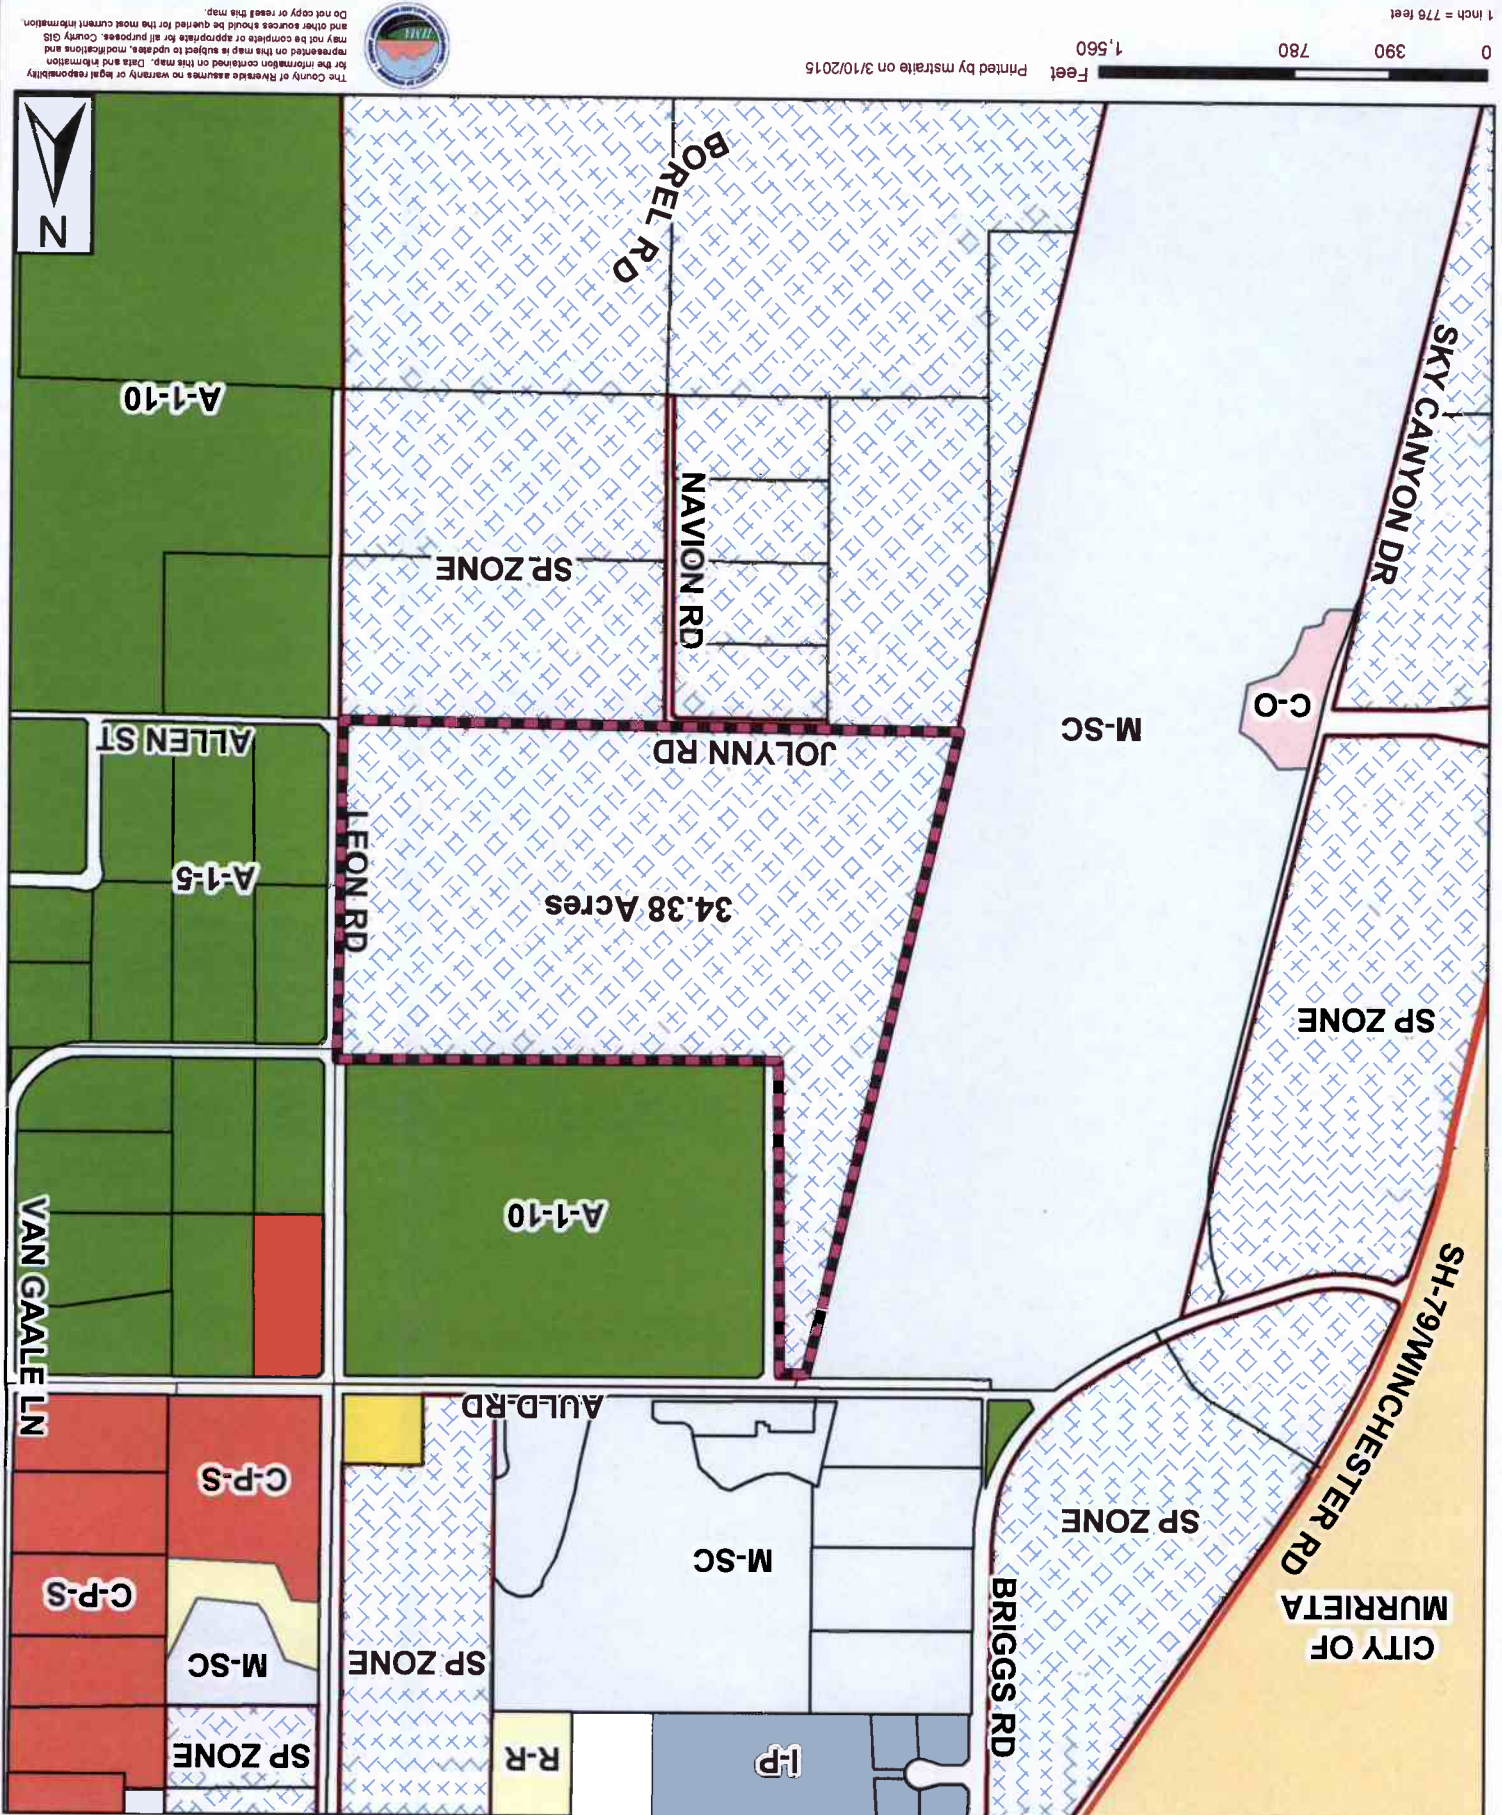 SP ZONE
I-P
R-R
M-SC
CITY OF
MURRIETA
BRIGGS RD
SP ZONE
C-P-S
M-SC
SP ZONE
C-P-S
AULD RD
VAN GAALE LN
SH-79/WINCHESTER RD
A-1-10
SP ZONE
34.38 Acres
LEON RD
A-1-5
JOLYNN RD
ALLEN ST
M-SC
C-O
SP ZONE
NAVION RD
SKY CANYON DR
A-1-10
BOREL RD
N
0 390 780 1,560
Feet
1 inch = 776 feet
Printed by mstraite on 3/10/2015
The County of Riverside assumes no warranty or legal responsibility
for the information contained on this map. Data and information
represented on this map is subject to updates, modifications and
may not be complete or appropriate for all purposes. County GIS
and other sources should be queried for the most current information.
Do not copy or resell this map.